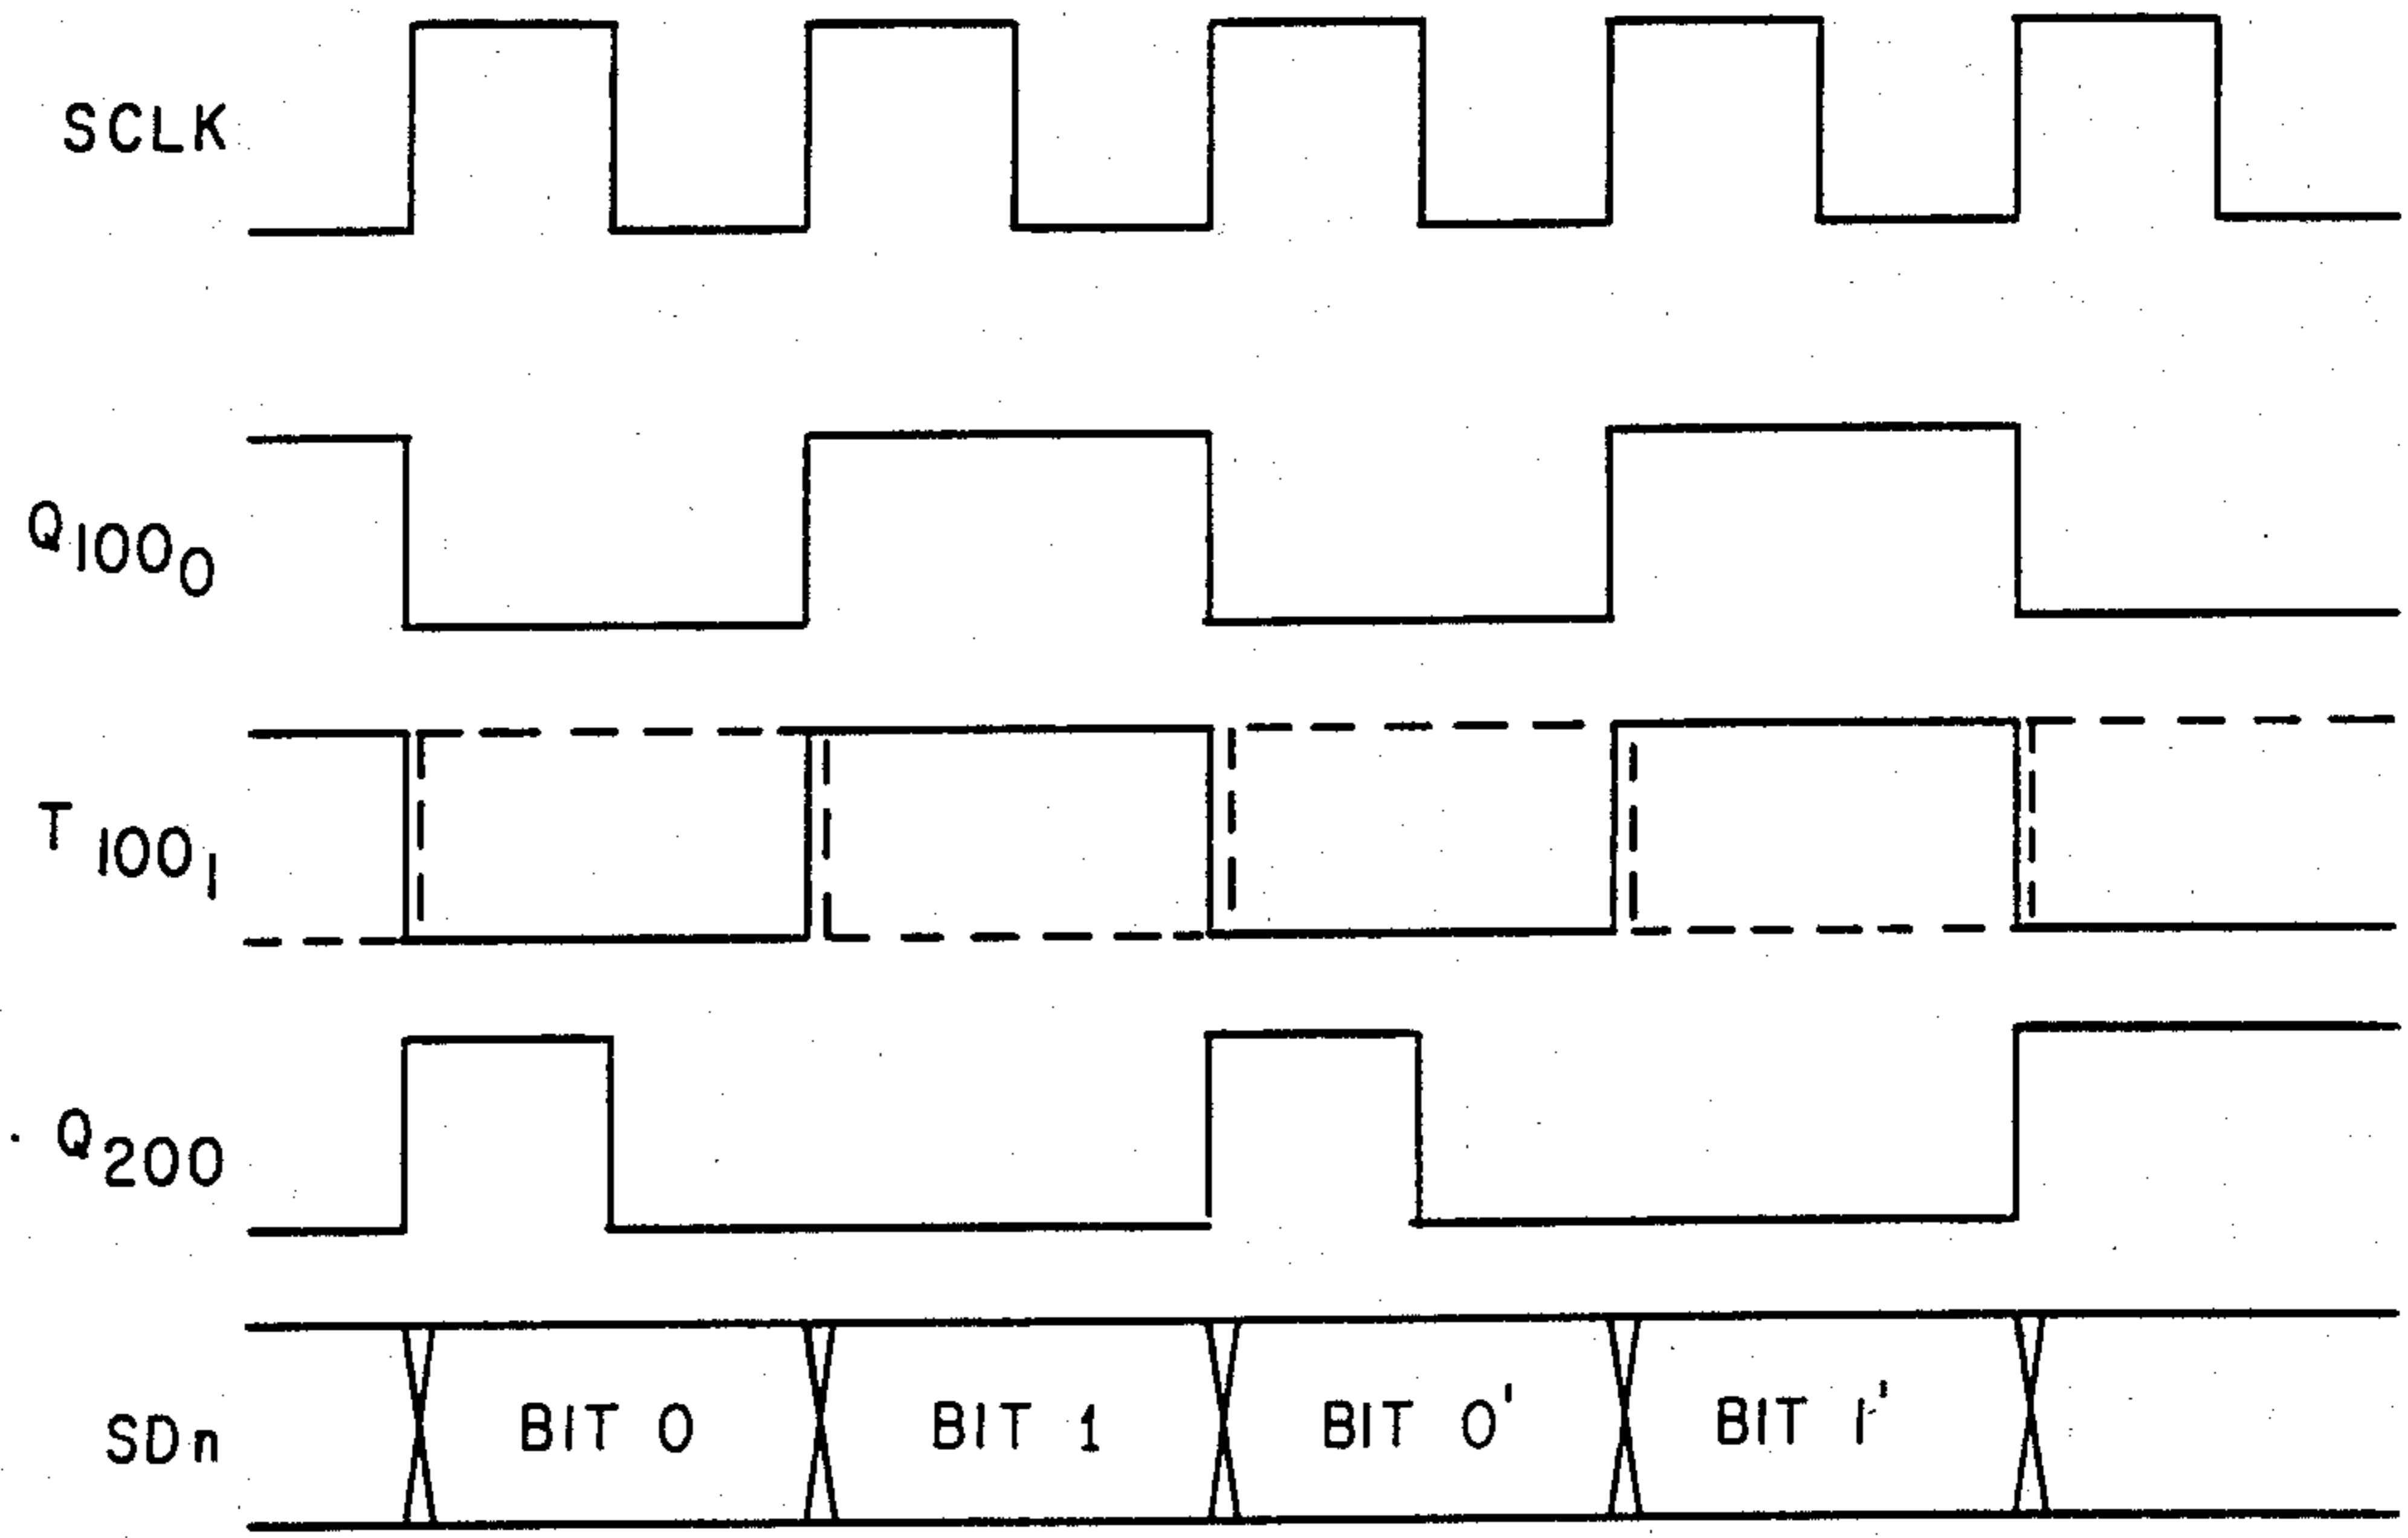 SCLK
Q100₀
T100₁
Q200
SDn
BIT 0
BIT 1
BIT 0'
BIT 1'